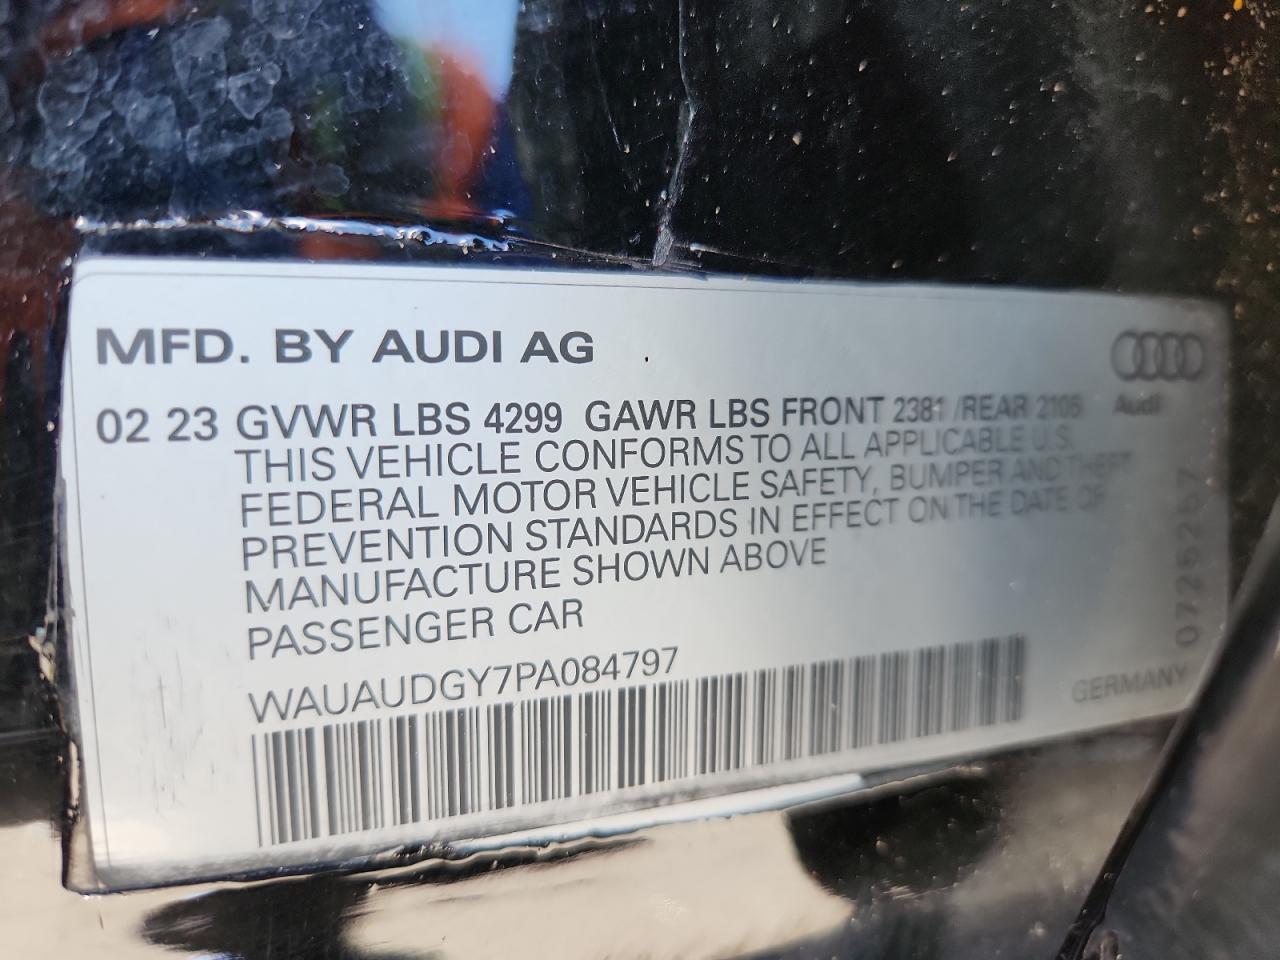 MFD. BY AUDI AG
Audi
02 23 GVWR LBS 4299 GAWR LBS FRONT 2381 /REAR 2105
THIS VEHICLE CONFORMS TO ALL APPLICABLE U.S.
FEDERAL MOTOR VEHICLE SAFETY, BUMPER AND THEFT
PREVENTION STANDARDS IN EFFECT ON THE DATE OF
MANUFACTURE SHOWN ABOVE
PASSENGER CAR
WAUAUDGY7PA084797
GERMANY
0725257